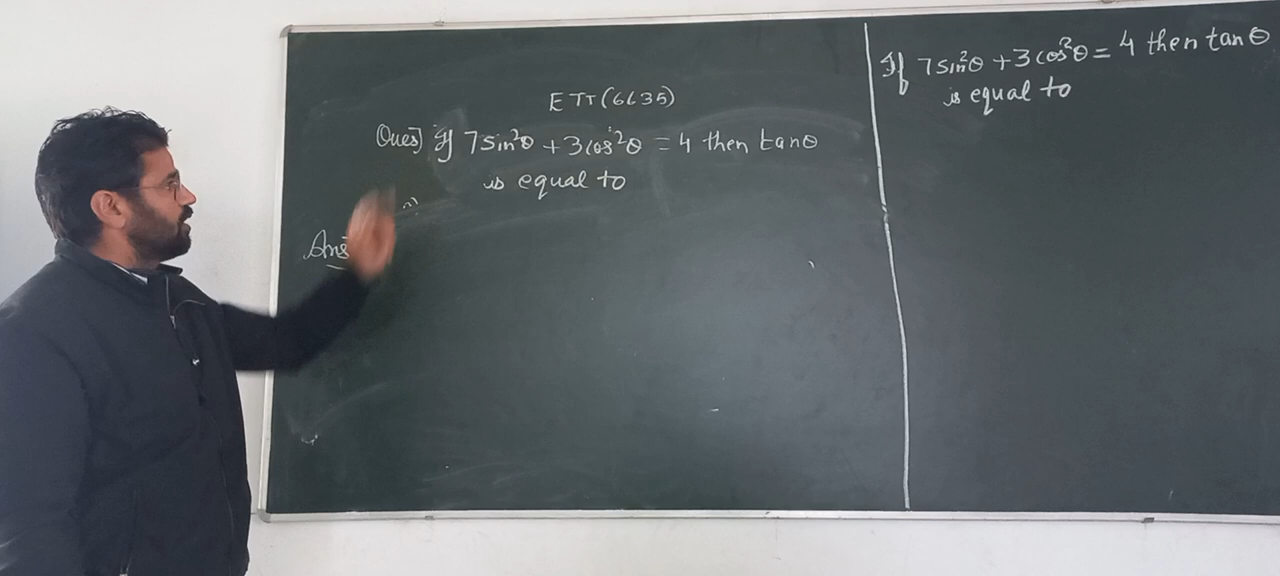 ETT(6635)
Ques] If 7sin²θ + 3cos²θ = 4 then tanθ
is equal to
Ans
If 7sin²θ + 3cos²θ = 4 then tanθ
is equal to